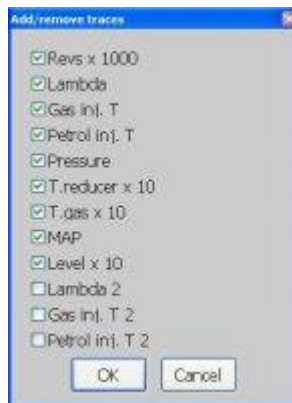 Add/remove traces
Revs x 1000
Lambda
Gas inj. T
Petrol inj. T
Pressure
T.reducer x 10
T.gas x 10
MAP
Level x 10
Lambda 2
Gas inj. T 2
Petrol inj. T 2
OK Cancel